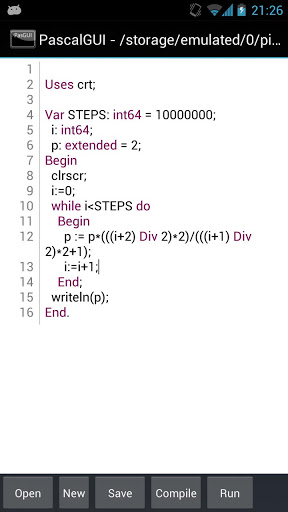 21:26
PascalGUI - /storage/emulated/0/pi...
1
2 Uses crt;
3
4 Var STEPS: int64 = 10000000;
5 i: int64;
6 p: extended = 2;
7 Begin
8 clrscr;
9 i:=0;
10 while i<STEPS do
11 Begin
12 p := p*(((i+2) Div 2)*2)/(((i+1) Div
2)*2+1);
13 i:=i+1;
14 End;
15 writeln(p);
16 End.
Open New Save Compile Run